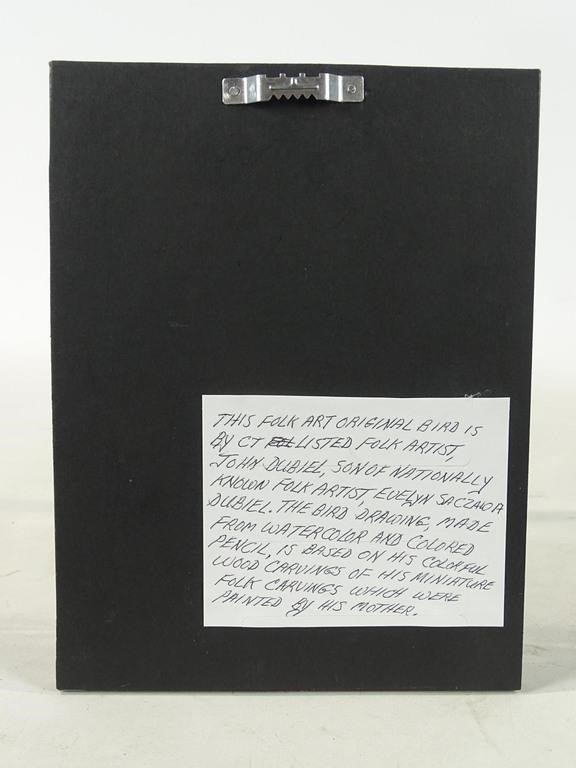 THIS FOLK ART ORIGINAL BIRD IS
BY CT LISTED FOLK ARTIST,
JOHN DUBIEL, SON OF NATIONALLY
KNOWN FOLK ARTIST, EVELYN
DUBIEL. THE BIRD DRAWING, MADE
FROM WATERCOLOR AND COLORED
PENCIL, IS BASED ON HIS COLORFUL
WOOD CARVINGS OF HIS MINIATURE
FOLK CARVINGS WHICH WERE
PAINTED BY HIS MOTHER.